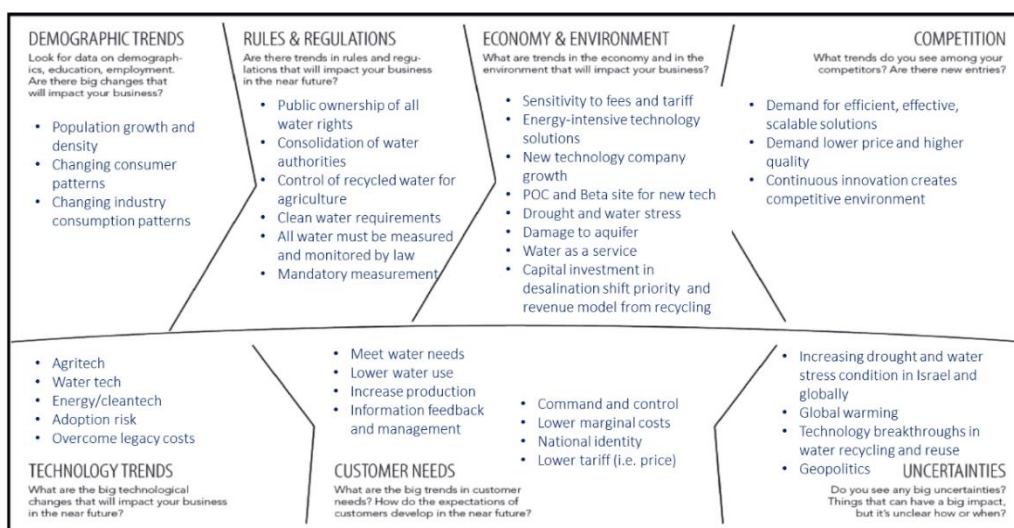 DEMOGRAPHIC TRENDS
Look for data on demograph-
ics, education, employment.
Are there big changes that
will impact your business?
• Population growth and
density
• Changing consumer
patterns
• Changing industry
consumption patterns
RULES & REGULATIONS
Are there trends in rules and regu-
lations that will impact your business
in the near future?
• Public ownership of all
water rights
• Consolidation of water
authorities
• Control of recycled water for
agriculture
• Clean water requirements
• All water must be measured
and monitored by law
• Mandatory measurement
ECONOMY & ENVIRONMENT
What are trends in the economy and in the
environment that will impact your business?
• Sensitivity to fees and tariff
• Energy-intensive technology
solutions
• New technology company
growth
• POC and Beta site for new tech
• Drought and water stress
• Damage to aquifer
• Water as a service
• Capital investment in
desalination shift priority and
revenue model from recycling
COMPETITION
What trends do you see among your
competitors? Are there new entries?
• Demand for efficient, effective,
scalable solutions
• Demand lower price and higher
quality
• Continuous innovation creates
competitive environment
• Agritech
• Water tech
• Energy/cleantech
• Adoption risk
• Overcome legacy costs
TECHNOLOGY TRENDS
What are the big technological
changes that will impact your business
in the near future?
• Meet water needs
• Lower water use
• Increase production
• Information feedback
and management
• Command and control
• Lower marginal costs
• National identity
• Lower tariff (i.e. price)
CUSTOMER NEEDS
What are the big trends in customer
needs? How do the expectations of
customers develop in the near future?
• Increasing drought and water
stress condition in Israel and
globally
• Global warming
• Technology breakthroughs in
water recycling and reuse
• Geopolitics
UNCERTAINTIES
Do you see any big uncertainties?
Things that can have a big impact,
but it's unclear how or when?